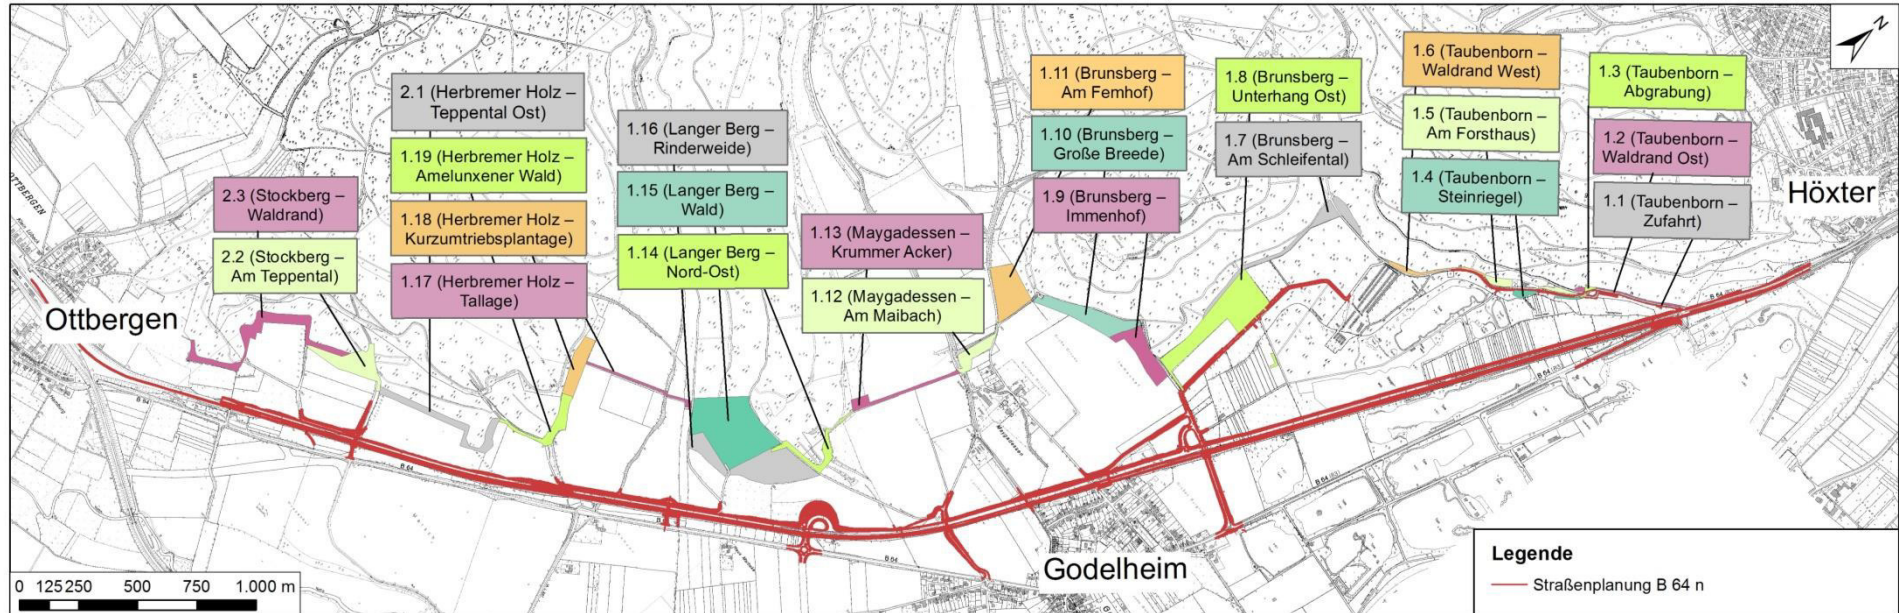 2.3 (Stockberg –
Waldrand)
2.2 (Stockberg –
Am Teppental)
2.1 (Herbremer Holz –
Teppental Ost)
1.19 (Herbremer Holz –
Amelunxener Wald)
1.18 (Herbremer Holz –
Kurzumtriebsplantage)
1.17 (Herbremer Holz –
Tallage)
1.16 (Langer Berg –
Rinderweide)
1.15 (Langer Berg –
Wald)
1.14 (Langer Berg –
Nord-Ost)
1.13 (Maygadessen –
Krummer Acker)
1.12 (Maygadessen –
Am Maibach)
1.11 (Brunsberg –
Am Femhof)
1.10 (Brunsberg –
Große Breede)
1.9 (Brunsberg –
Immenhof)
1.8 (Brunsberg –
Unterhang Ost)
1.7 (Brunsberg –
Am Schleifental)
1.6 (Taubenborn –
Waldrand West)
1.5 (Taubenborn –
Am Forsthaus)
1.4 (Taubenborn –
Steinriegel)
1.3 (Taubenborn –
Abgrabung)
1.2 (Taubenborn –
Waldrand Ost)
1.1 (Taubenborn –
Zufahrt)
Höxter
OTTBERGEN
Ottbergen
Maygadessen
B 64
B 64
B 64
Godelheim
0 125 250 500 750 1.000 m
Legende
Straßenplanung B 64 n